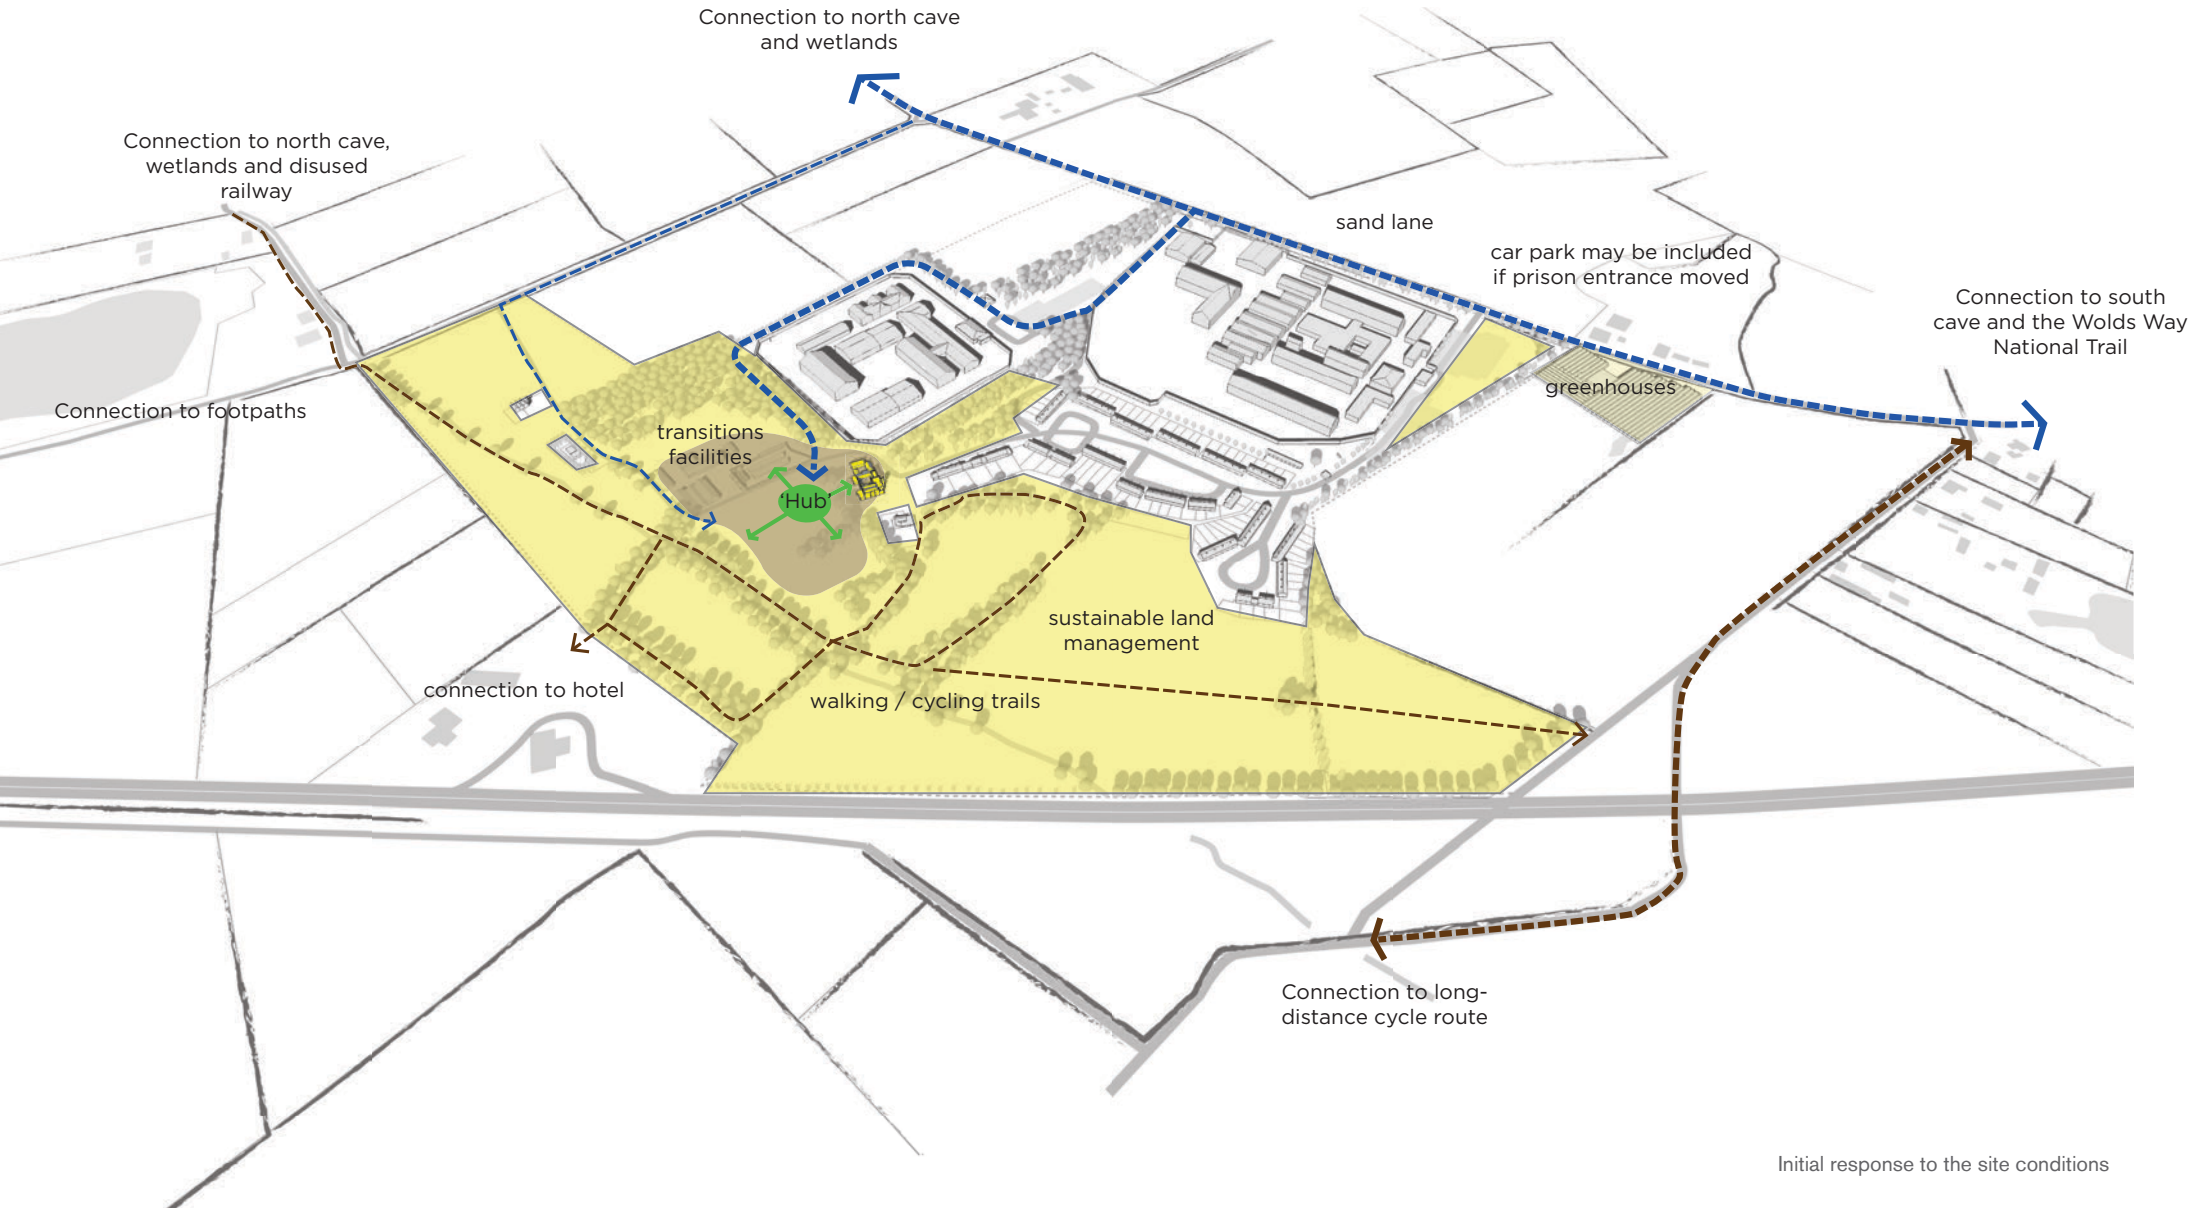 Connection to north cave
and wetlands
Connection to north cave,
wetlands and disused
railway
sand lane
car park may be included
if prison entrance moved
Connection to south
cave and the Wolds Way
National Trail
greenhouses
Connection to footpaths
transitions
facilities
'Hub'
sustainable land
management
connection to hotel
walking / cycling trails
Connection to long-
distance cycle route
Initial response to the site conditions